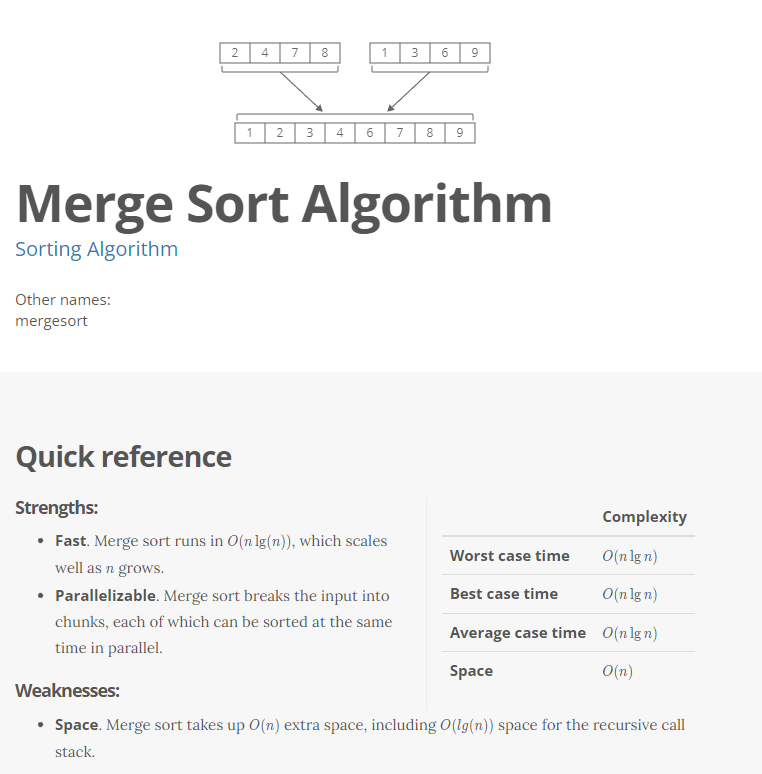 2 4 7 8 1 3 6 9
1 2 3 4 6 7 8 9
Merge Sort Algorithm
Sorting Algorithm
Other names:
mergesort
Quick reference
Strengths:
• Fast. Merge sort runs in O(n lg(n)), which scales
well as n grows.
• Parallelizable. Merge sort breaks the input into
chunks, each of which can be sorted at the same
time in parallel.
Complexity
Worst case time O(n lg n)
Best case time O(n lg n)
Average case time O(n lg n)
Space O(n)
Weaknesses:
• Space. Merge sort takes up O(n) extra space, including O(lg(n)) space for the recursive call
stack.